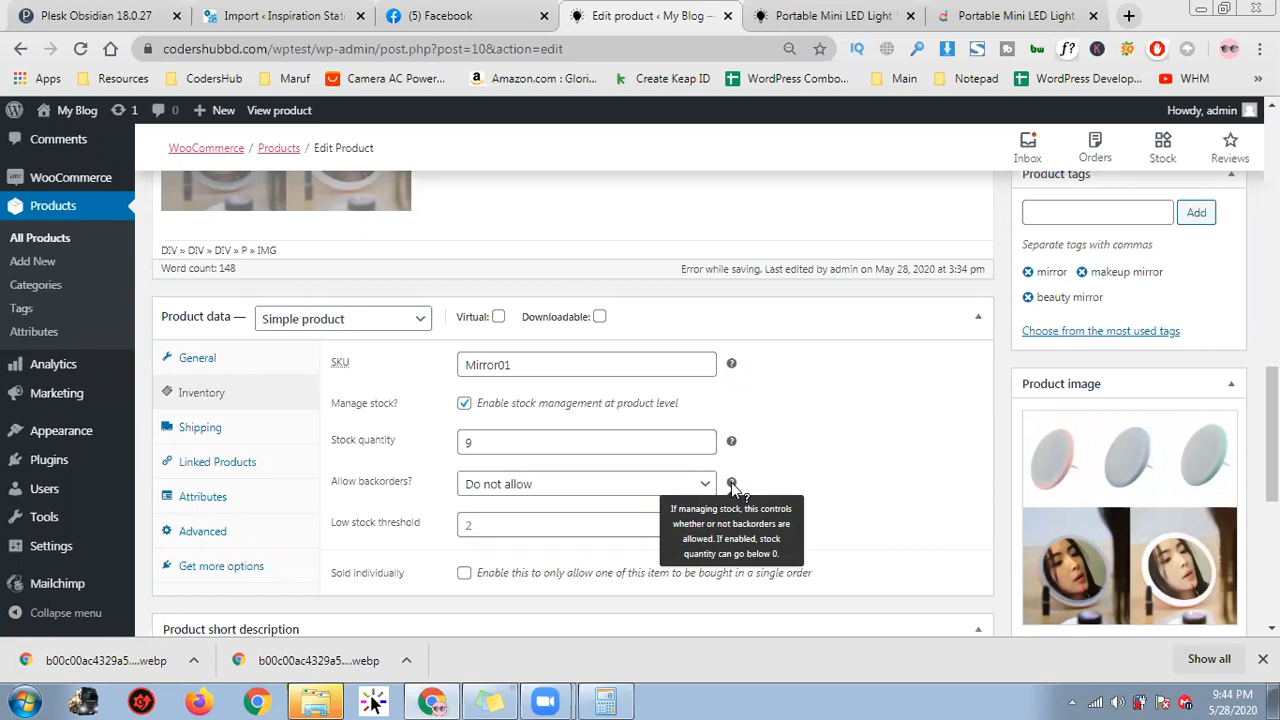 Plesk Obsidian 18.0.27
Import ‹ Inspiration Stati
(1) Facebook
Edit product ‹ My Blog —
Portable Mini LED Light
Portable Mini LED Light
codershubbd.com/wptest/wp-admin/post.php?post=10&action=edit
Apps
Resources
CodersHub
Maruf
Camera AC Powe...
Amazon.com : Glori...
Create Keap ID
WordPress Combo...
Main
Notepad
WordPress Develop...
WHM
My Blog
1
0
New
View product
Howdy, admin
Comments
WooCommerce
Products
All Products
Add New
Categories
Tags
Attributes
Analytics
Marketing
Appearance
Plugins
Users
Tools
Settings
Mailchimp
Collapse menu
WooCommerce / Products / Edit Product
Inbox
Orders
Stock
Reviews
DIV » DIV » DIV » P » IMG
Word count: 148
Error while saving. Last edited by admin on May 28, 2020 at 3:34 pm
Product data —
Simple product
Virtual:
Downloadable:
General
Inventory
Shipping
Linked Products
Attributes
Advanced
Get more options
SKU
Mirror01
Manage stock?
Enable stock management at product level
Stock quantity
9
Allow backorders?
Do not allow
Low stock threshold
2
If managing stock, this controls
whether or not backorders are
allowed. If enabled, stock
quantity can go below 0.
Sold individually
Enable this to only allow one of this item to be bought in a single order
Product short description
Product tags
Add
Separate tags with commas
mirror
makeup mirror
beauty mirror
Choose from the most used tags
Product image
b00c00ac4329a5....webp
b00c00ac4329a5....webp
Show all
9:44 PM
5/28/2020